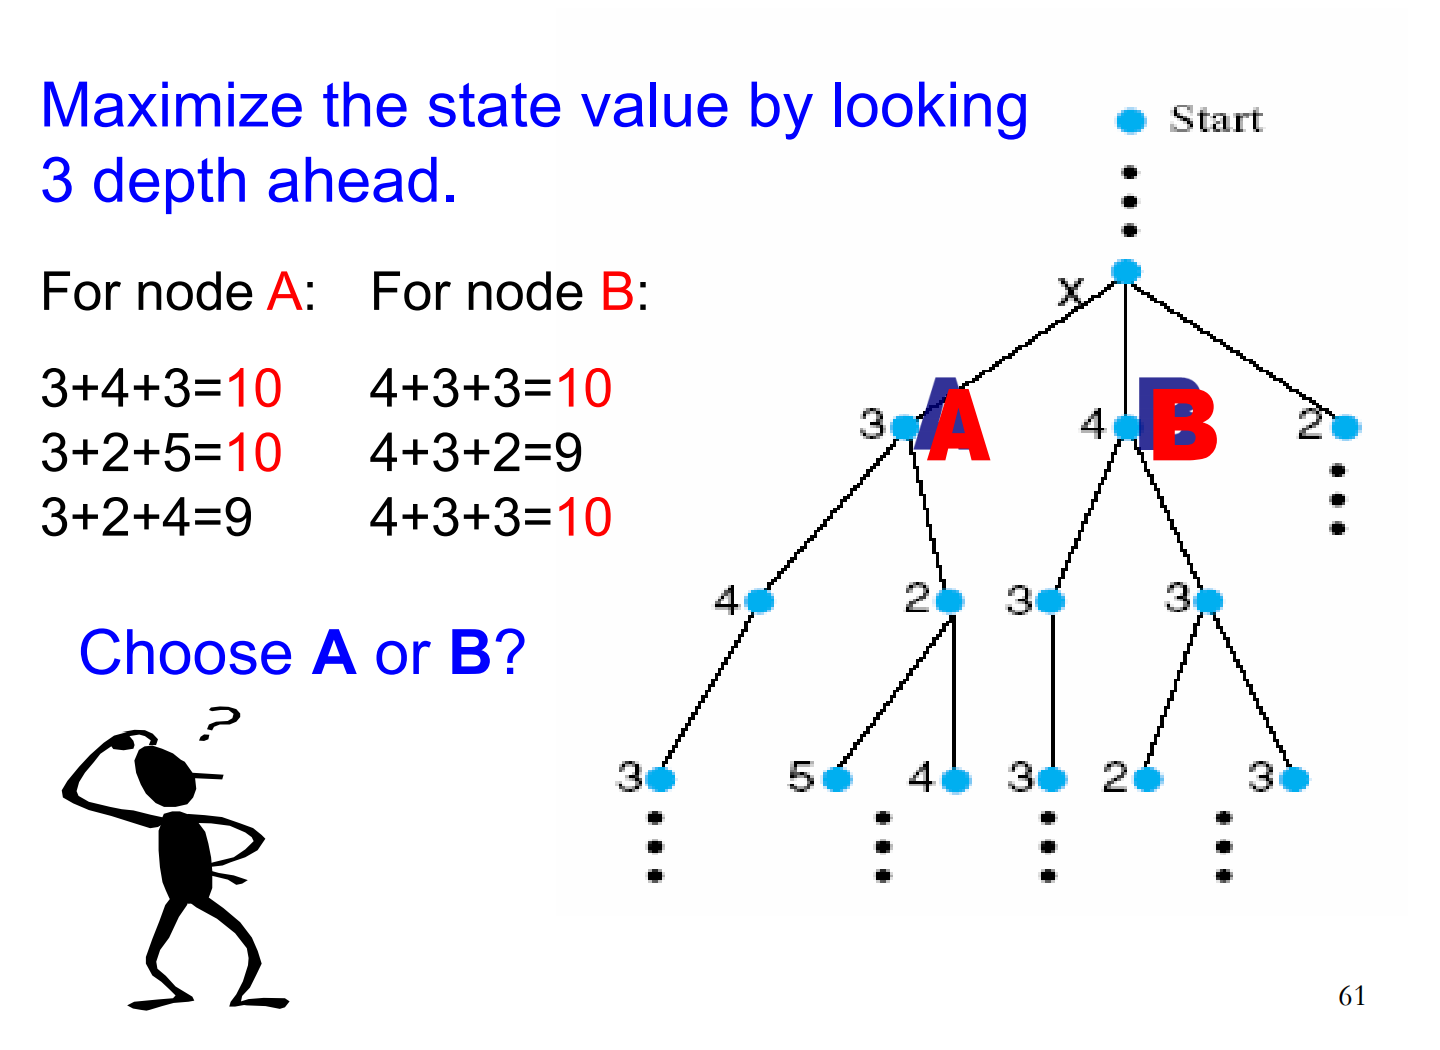 Maximize the state value by looking
3 depth ahead.
Start
For node A: For node B:
x
3+4+3=10 4+3+3=10
3+2+5=10 4+3+2=9
3+2+4=9 4+3+3=10
3 A 4 B 2
Choose A or B?
4 2 3 3
?
3 5 4 3 2 3
61